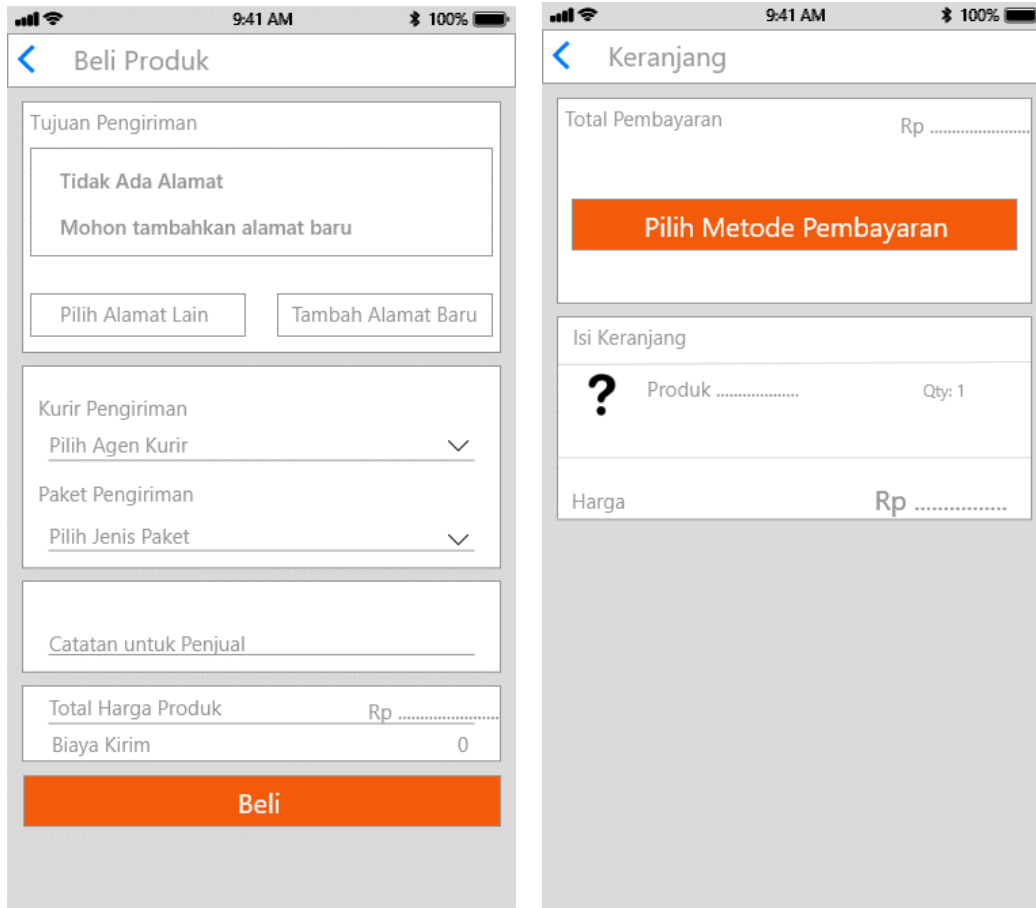 9:41 AM
100%
Beli Produk
Tujuan Pengiriman
Tidak Ada Alamat
Mohon tambahkan alamat baru
Pilih Alamat Lain
Tambah Alamat Baru
Kurir Pengiriman
Pilih Agen Kurir
Paket Pengiriman
Pilih Jenis Paket
Catatan untuk Penjual
Total Harga Produk Rp ........................
Biaya Kirim 0
Beli
9:41 AM
100%
Keranjang
Total Pembayaran Rp ........................
Pilih Metode Pembayaran
Isi Keranjang
? Produk ................... Qty: 1
Harga Rp ...............